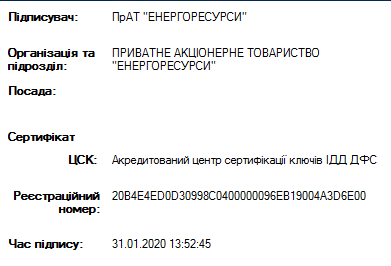 Підписувач: ПрАТ "ЕНЕРГОРЕСУРСИ"
Організація та підрозділ: ПРИВАТНЕ АКЦІОНЕРНЕ ТОВАРИСТВО "ЕНЕРГОРЕСУРСИ"
Посада:
Сертифікат
ЦСК: Акредитований центр сертифікації ключів ІДД ДФС
Реєстраційний номер: 20B4E4ED0D30998C0400000096EB19004A3D6E00
Час підпису: 31.01.2020 13:52:45